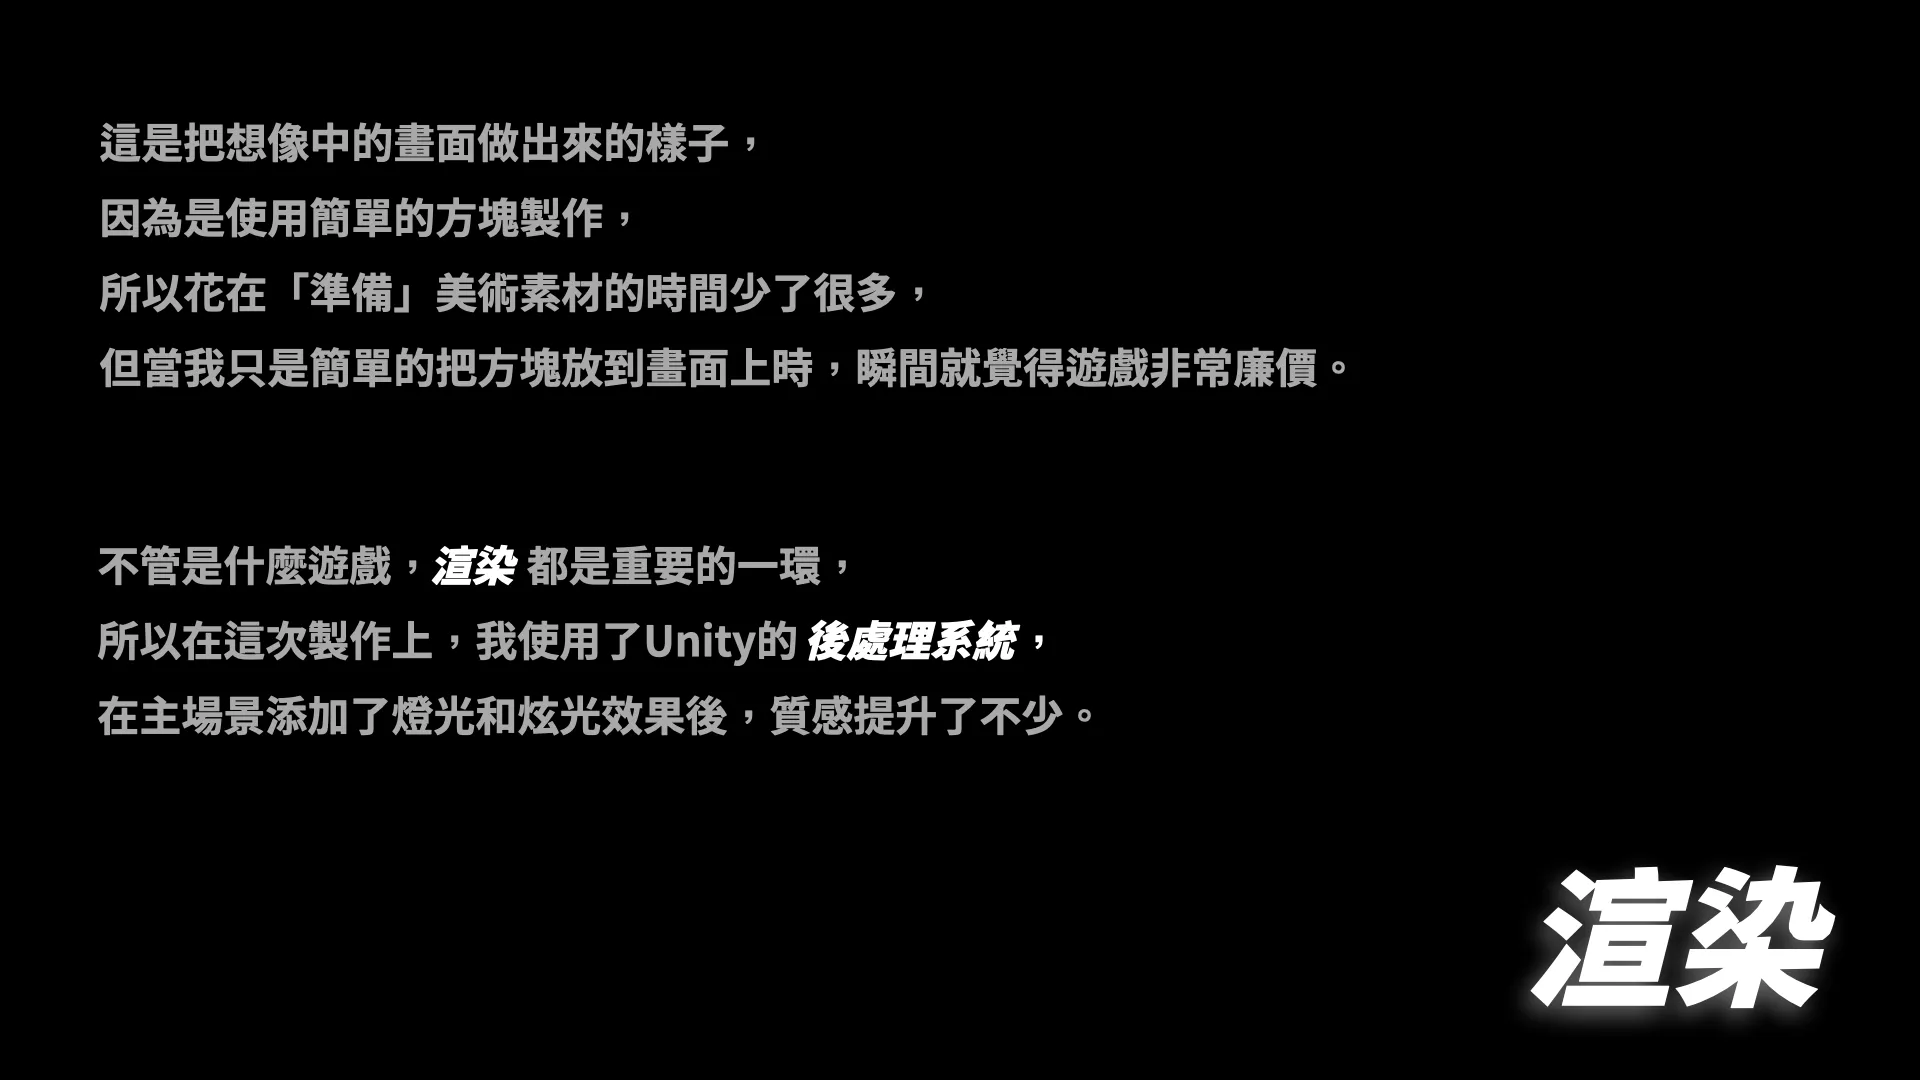 這是把想像中的畫面做出來的樣子，
因為是使用簡單的方塊製作，
所以花在「準備」美術素材的時間少了很多，
但當我只是簡單的把方塊放到畫面上時，瞬間就覺得遊戲非常廉價。
不管是什麼遊戲，渲染 都是重要的一環，
所以在這次製作上，我使用了Unity的 後處理系統，
在主場景添加了燈光和炫光效果後，質感提升了不少。
渲染